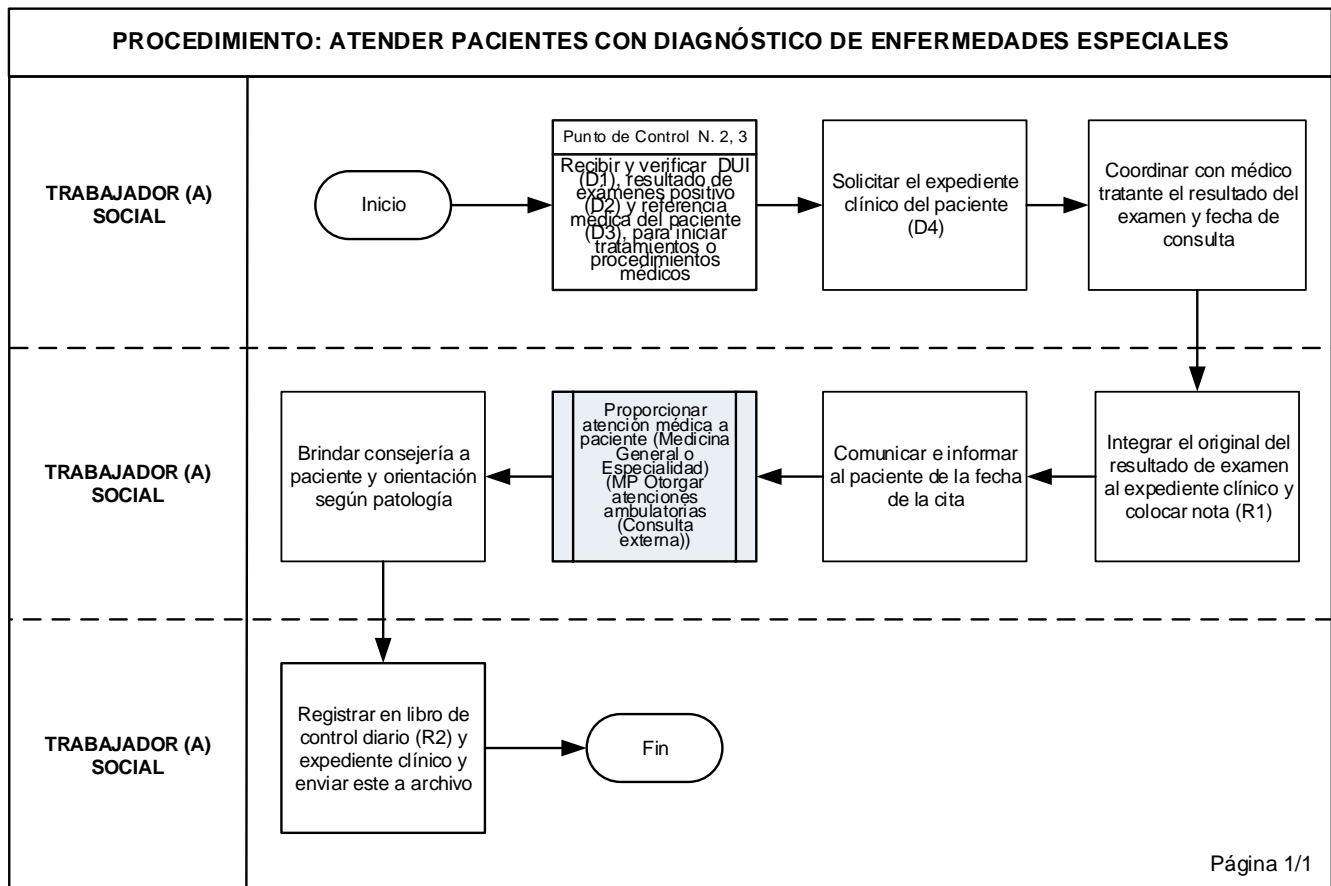 PROCEDIMIENTO: ATENDER PACIENTES CON DIAGNÓSTICO DE ENFERMEDADES ESPECIALES
TRABAJADOR (A)
SOCIAL
Inicio
Punto de Control N. 2, 3
Recibir y verificar DUI
(D1), resultado de
exámenes positivo
(D2) y referencia
médica del paciente
(D3), para iniciar
tratamientos o
procedimientos
médicos
Solicitar el expediente
clínico del paciente
(D4)
Coordinar con médico
tratante el resultado del
examen y fecha de
consulta
TRABAJADOR (A)
SOCIAL
Brindar consejería a
paciente y orientación
según patología
Proporcionar
atención médica a
paciente (Medicina
General o
Especialidad)
(MP Otorgar
atenciones
ambulatorias
(Consulta
externa))
Comunicar e informar
al paciente de la fecha
de la cita
Integrar el original del
resultado de examen
al expediente clínico y
colocar nota (R1)
TRABAJADOR (A)
SOCIAL
Registrar en libro de
control diario (R2) y
expediente clínico y
enviar este a archivo
Fin
Página 1/1